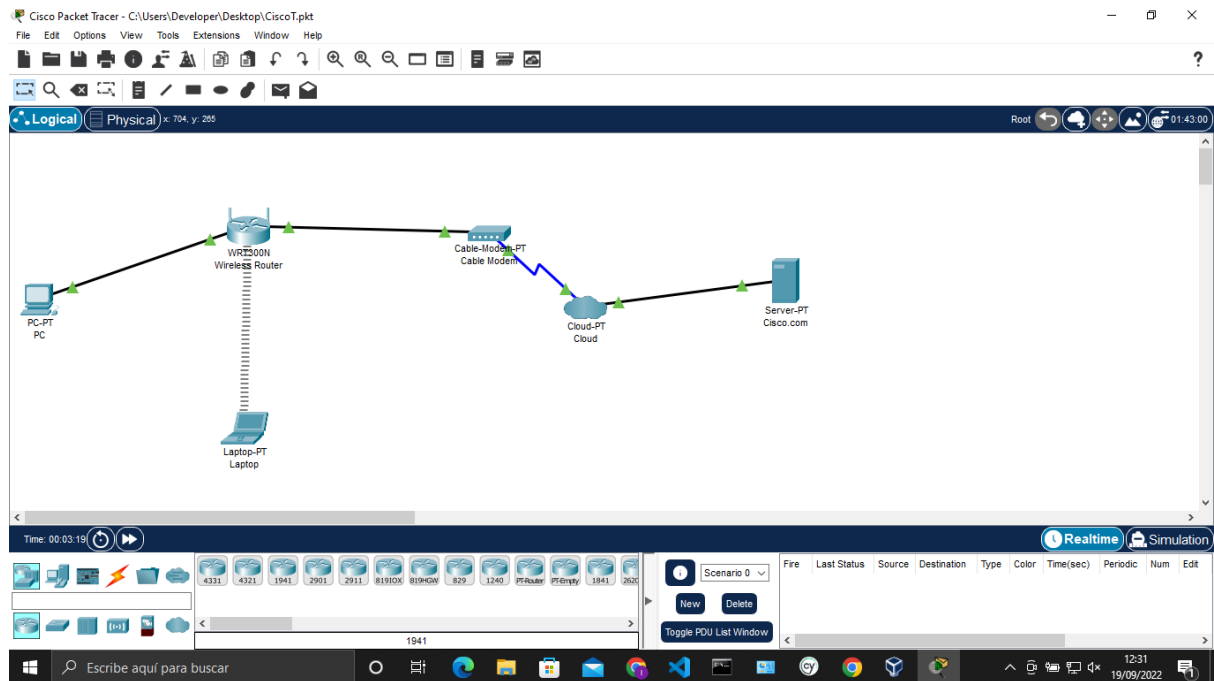 Cisco Packet Tracer - C:\Users\Developer\Desktop\CiscoT.pkt
File Edit Options View Tools Extensions Window Help
?
Logical Physical x: 704, y: 265 Root 01:43:00
WRT300N
Wireless Router
Cable-Modem-PT
Cable Modem
PC-PT
PC
Cloud-PT
Cloud
Server-PT
Cisco.com
Laptop-PT
Laptop
Time: 00:03:19 Realtime Simulation
4331 4321 1941 2901 2911 819IOX 819HGW 829 1240 PT-Router PT-Empty 1841 2620
1941
Scenario 0
New Delete
Toggle PDU List Window
Fire Last Status Source Destination Type Color Time(sec) Periodic Num Edit
Escribe aquí para buscar
12:31
19/09/2022